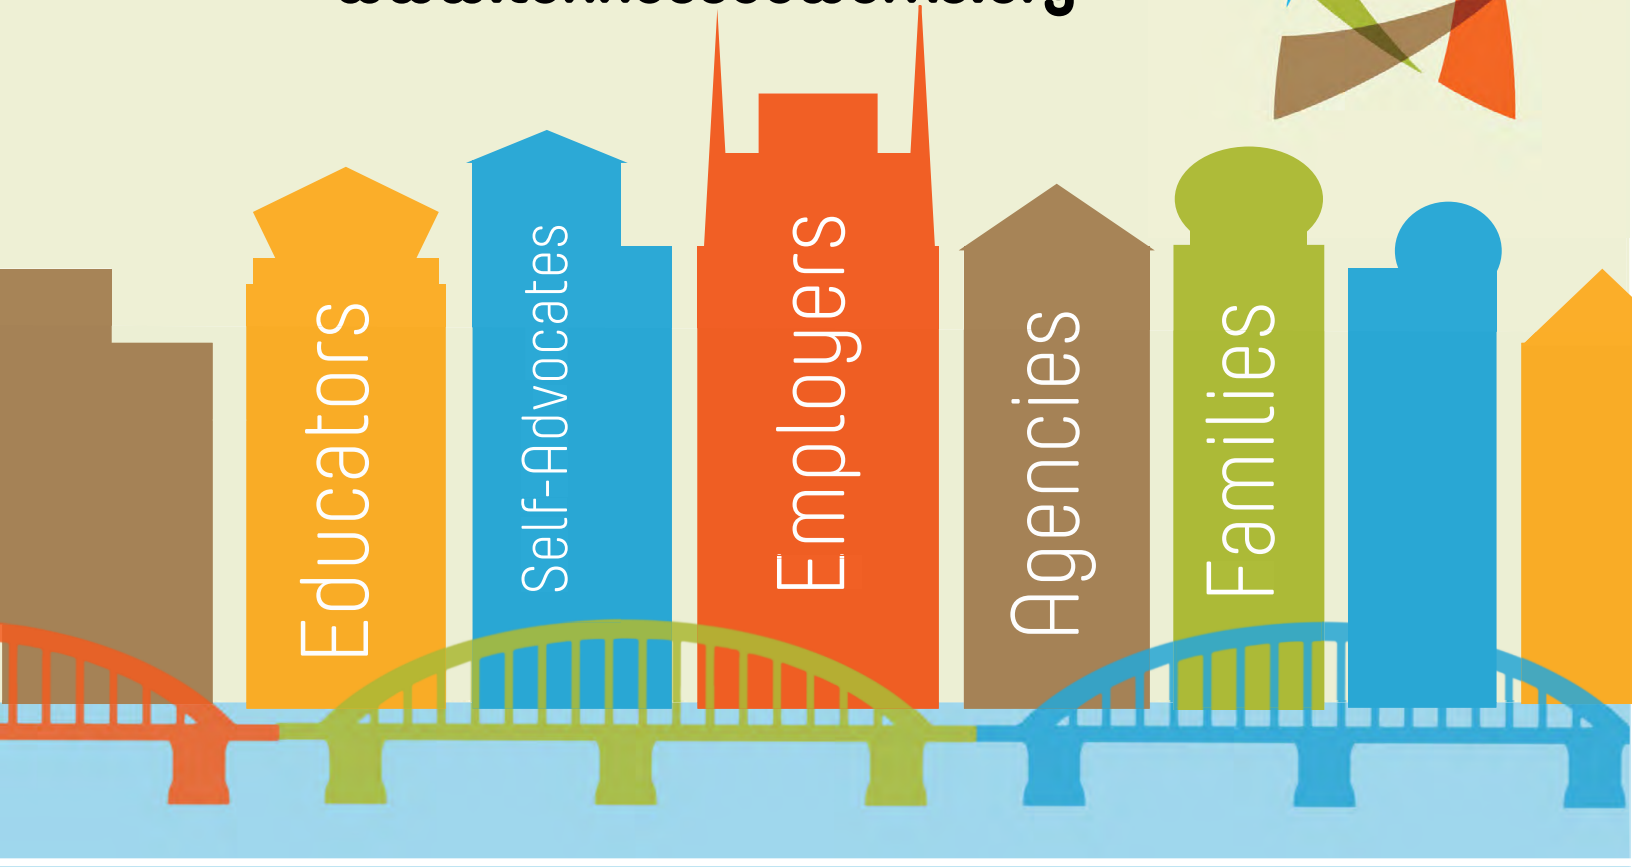 Educators
Self-Advocates
Employers
Agencies
Families